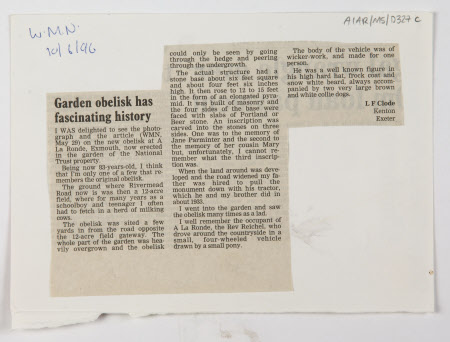 W.M.N.
10/6/96
A1AR/MS/D327 c
Garden obelisk has
fascinating history
I WAS delighted to see the photo-
graph and the article (WMN,
May 29) on the new obelisk at A
La Ronde, Exmouth, now erected
in the garden of the National
Trust property.
Being now 83-years-old, I think
that I'm only one of a few that re-
members the original obelisk.
The ground where Rivermead
Road now is was then a 12-acre
field, where for many years as a
schoolboy and teenager I often
had to fetch in a herd of milking
cows.
The obelisk was sited a few
yards in from the road opposite
the 12-acre field gateway. The
whole part of the garden was hea-
vily overgrown and the obelisk
could only be seen by going
through the hedge and peering
through the undergrowth.
The actual structure had a
stone base about six feet square
and about four feet six inches
high. It then rose to 12 to 15 feet
in the form of an elongated pyra-
mid. It was built of masonry and
the four sides of the base were
faced with slabs of Portland or
Beer stone. An inscription was
carved into the stones on three
sides. One was to the memory of
Jane Parminter and the second to
the memory of her cousin Mary
but, unfortunately, I cannot re-
member what the third inscrip-
tion was.
When the land around was
developed and the road widened my fa-
ther was hired to pull the
monument down with his tractor,
which he and my brother did in
about 1935.
I went into the garden and saw
the obelisk many times as a lad.
I well remember the occupant of
A La Ronde, the Rev Reichel, who
drove around the countryside in a
small, four-wheeled vehicle
drawn by a small pony.
The body of the vehicle was of
wicker-work, and made for one
person.
He was a well known figure in
his high hard hat, frock coat and
snow white beard, always accom-
panied by two very large brown
and white collie dogs.
L F Clode
Kenton
Exeter